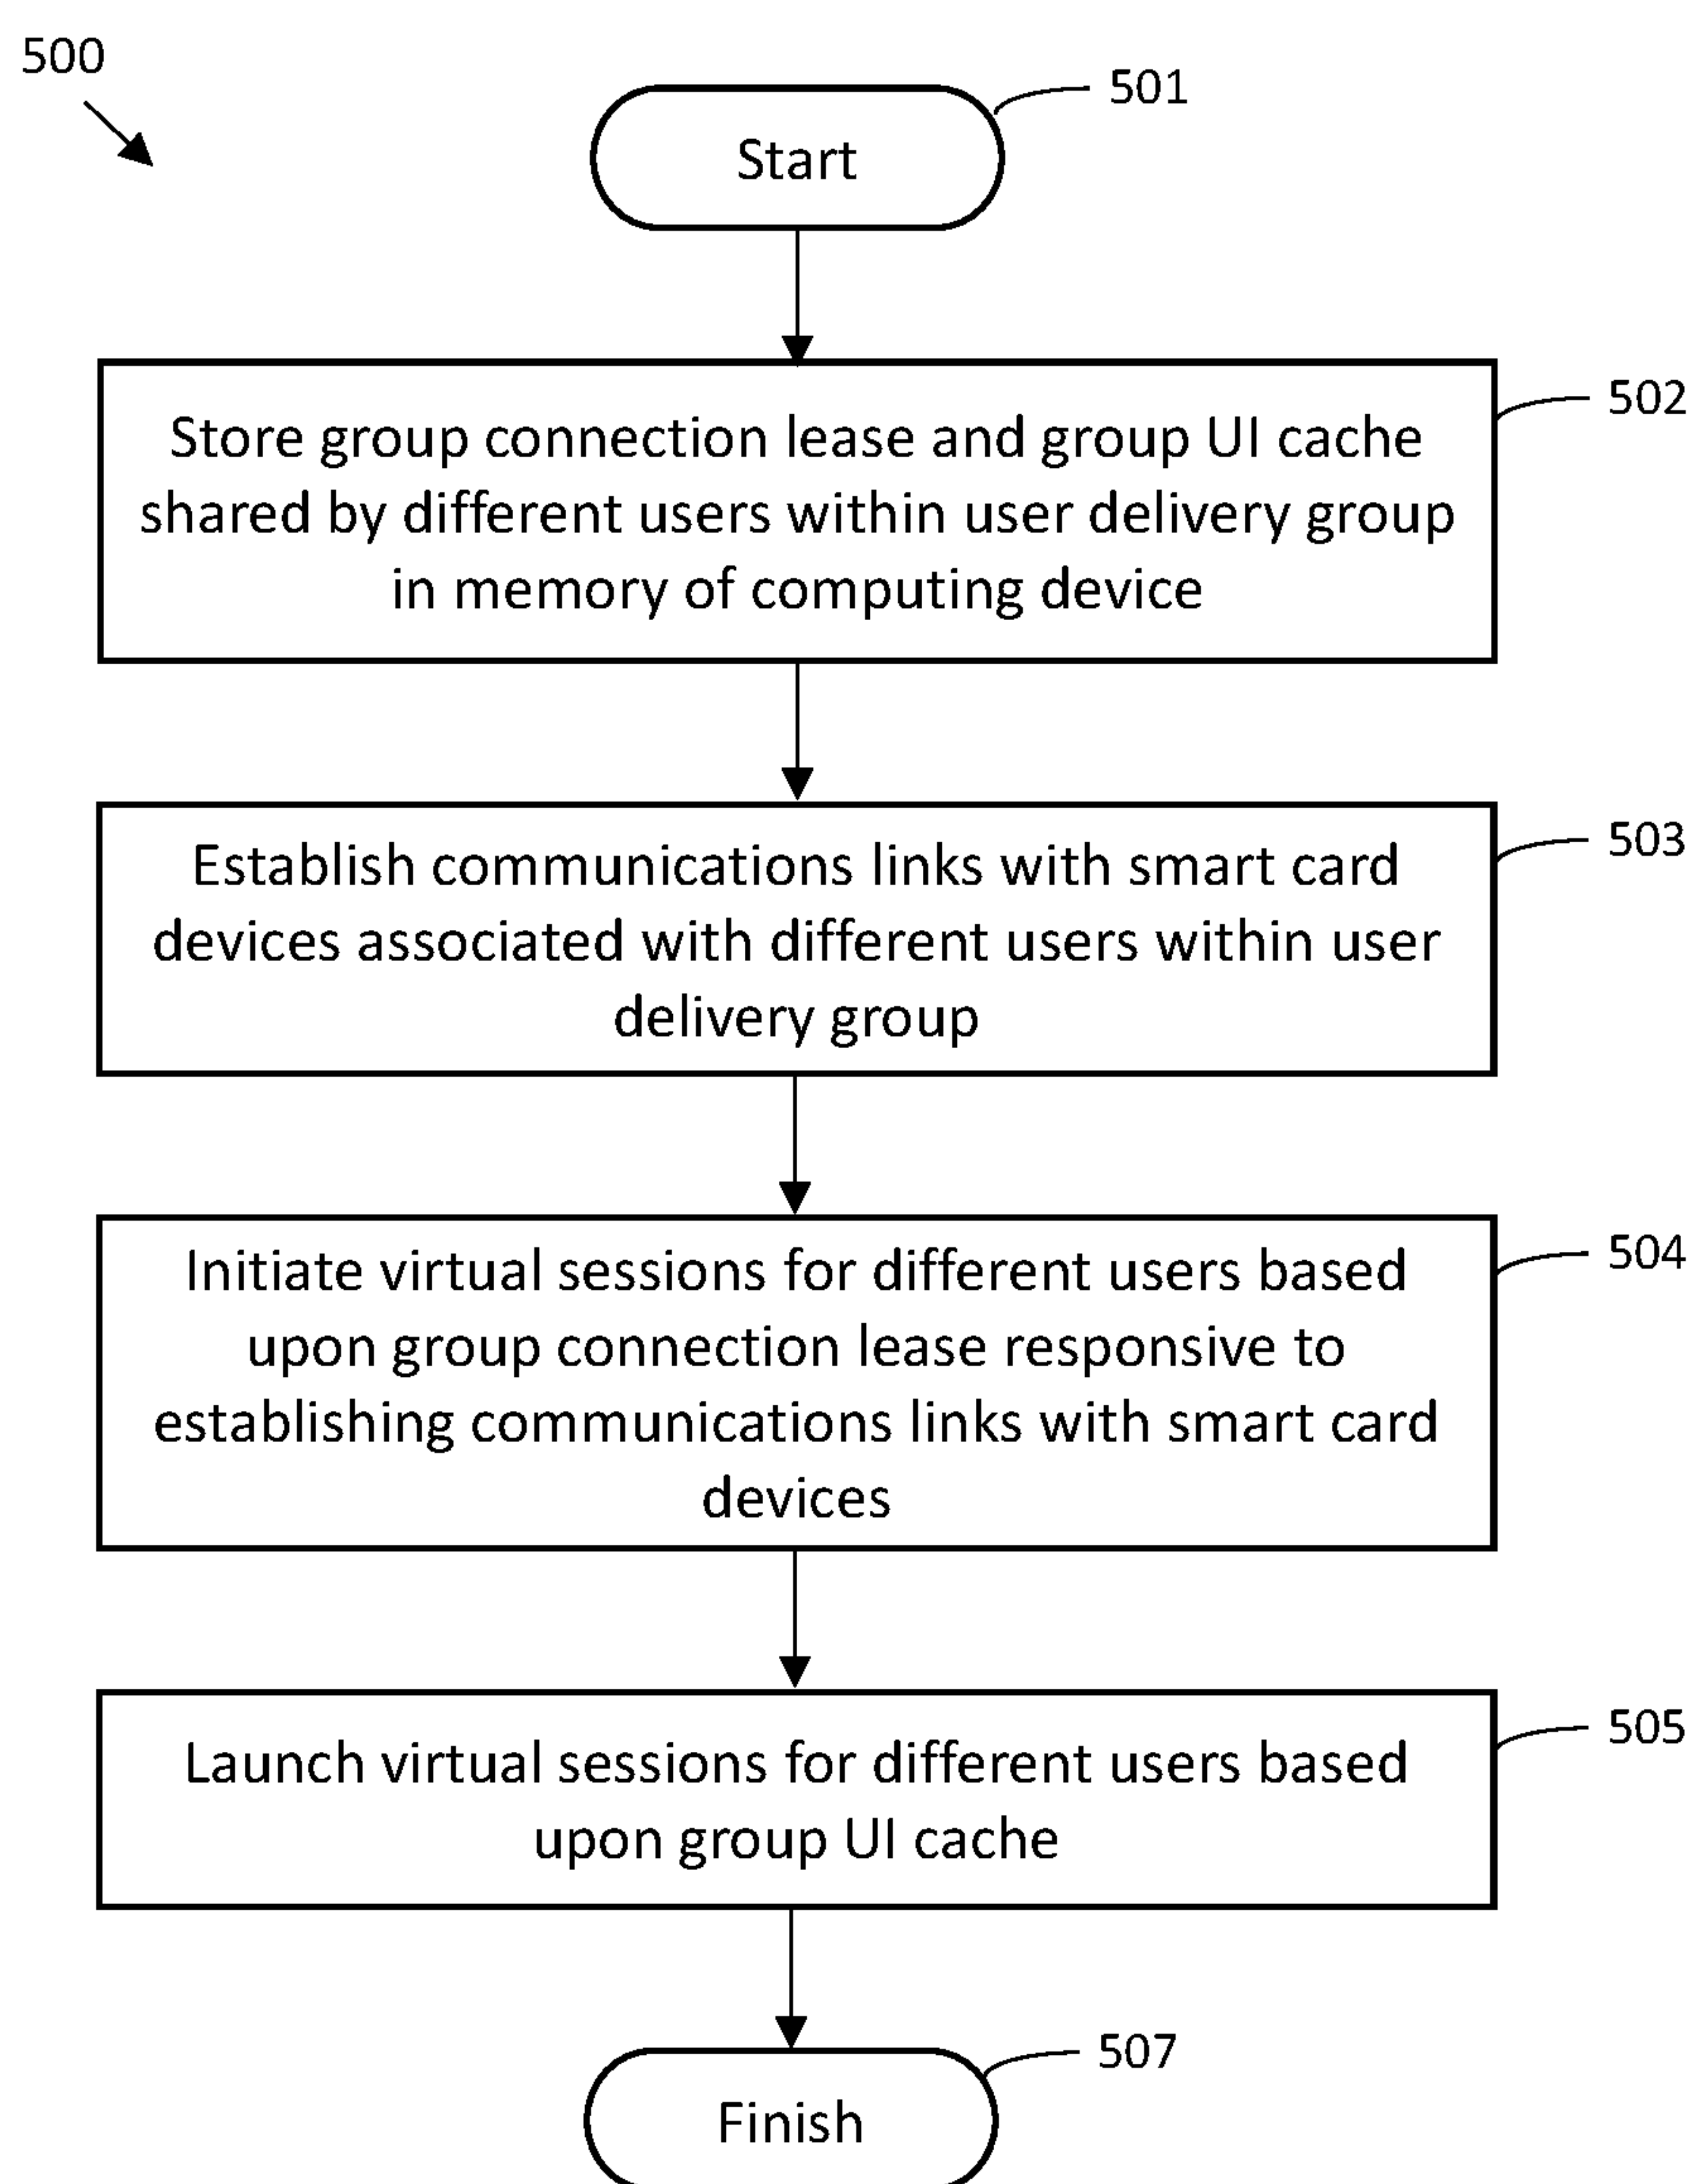 500
501
Start
502
Store group connection lease and group UI cache
shared by different users within user delivery group
in memory of computing device
503
Establish communications links with smart card
devices associated with different users within user
delivery group
504
Initiate virtual sessions for different users based
upon group connection lease responsive to
establishing communications links with smart card
devices
505
Launch virtual sessions for different users based
upon group UI cache
507
Finish